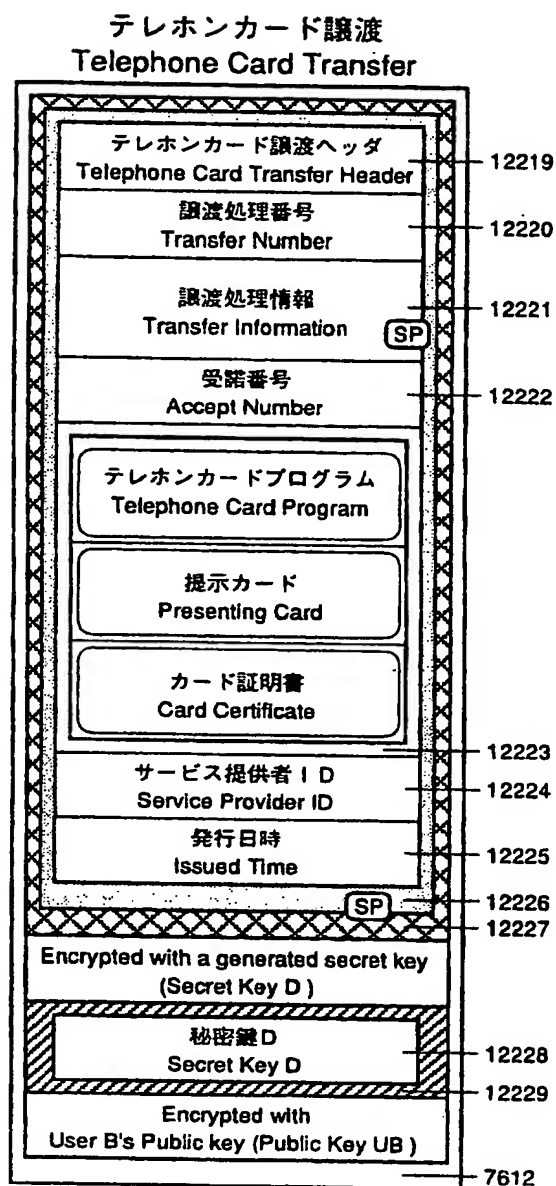 テレホンカード譲渡
Telephone Card Transfer
テレホンカード譲渡ヘッダ
Telephone Card Transfer Header
12219
譲渡処理番号
Transfer Number
12220
譲渡処理情報
Transfer Information
SP
12221
受諾番号
Accept Number
12222
テレホンカードプログラム
Telephone Card Program
提示カード
Presenting Card
カード証明書
Card Certificate
12223
サービス提供者ID
Service Provider ID
12224
発行日時
Issued Time
12225
SP
12226
12227
Encrypted with a generated secret key
(Secret Key D )
秘密鍵D
Secret Key D
12228
12229
Encrypted with
User B's Public key (Public Key UB )
7612